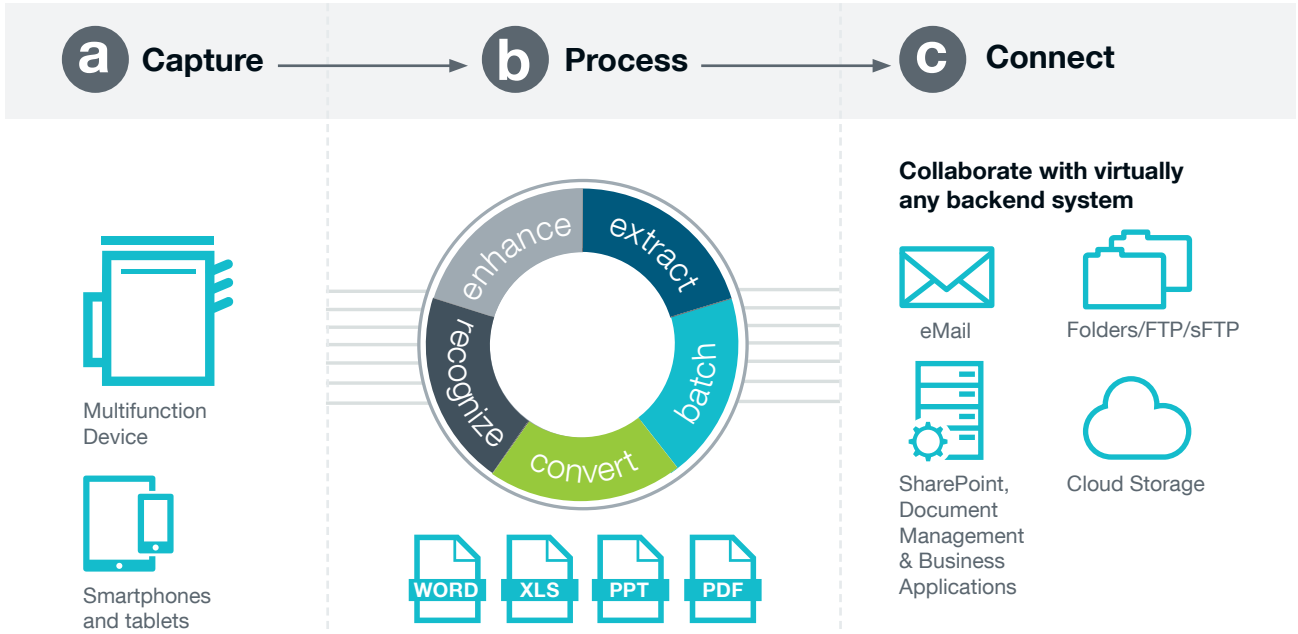 a Capture
b Process
c Connect
Multifunction
Device
Smartphones
and tablets
enhance
extract
batch
convert
recognize
WORD
XLS
PPT
PDF
Collaborate with virtually
any backend system
eMail
Folders/FTP/sFTP
SharePoint,
Document
Management
& Business
Applications
Cloud Storage